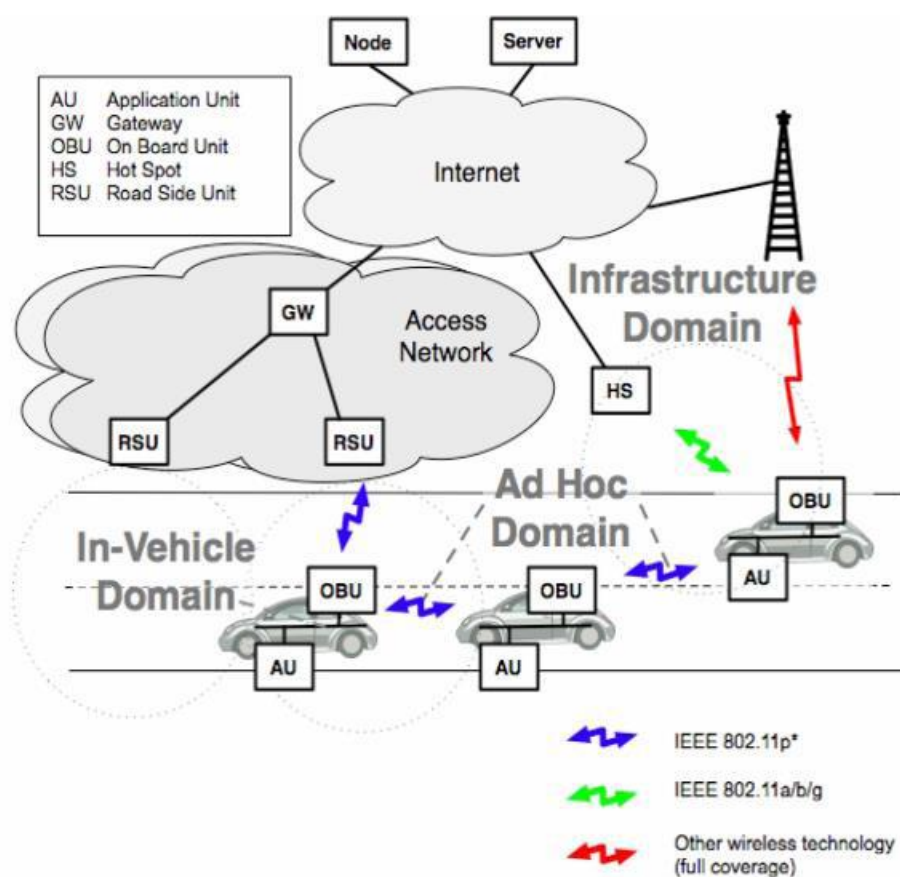 Node
Server
AU Application Unit
GW Gateway
OBU On Board Unit
HS Hot Spot
RSU Road Side Unit
Internet
Infrastructure
Domain
GW
Access
Network
HS
RSU
RSU
Ad Hoc
Domain
OBU
In-Vehicle
Domain
OBU
OBU
AU
AU
AU
IEEE 802.11p*
IEEE 802.11a/b/g
Other wireless technology
(full coverage)